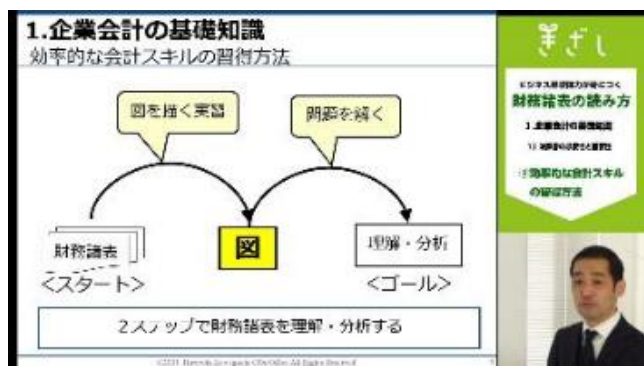 1.企業会計の基礎知識
効率的な会計スキルの習得方法
図を描く実習
問題を解く
財務諸表
<スタート>
図
理解・分析
<ゴール>
2ステップで財務諸表を理解・分析する
きざし
財務諸表の読み方
1.企業会計の基礎知識
効率的な会計スキル
の習得方法